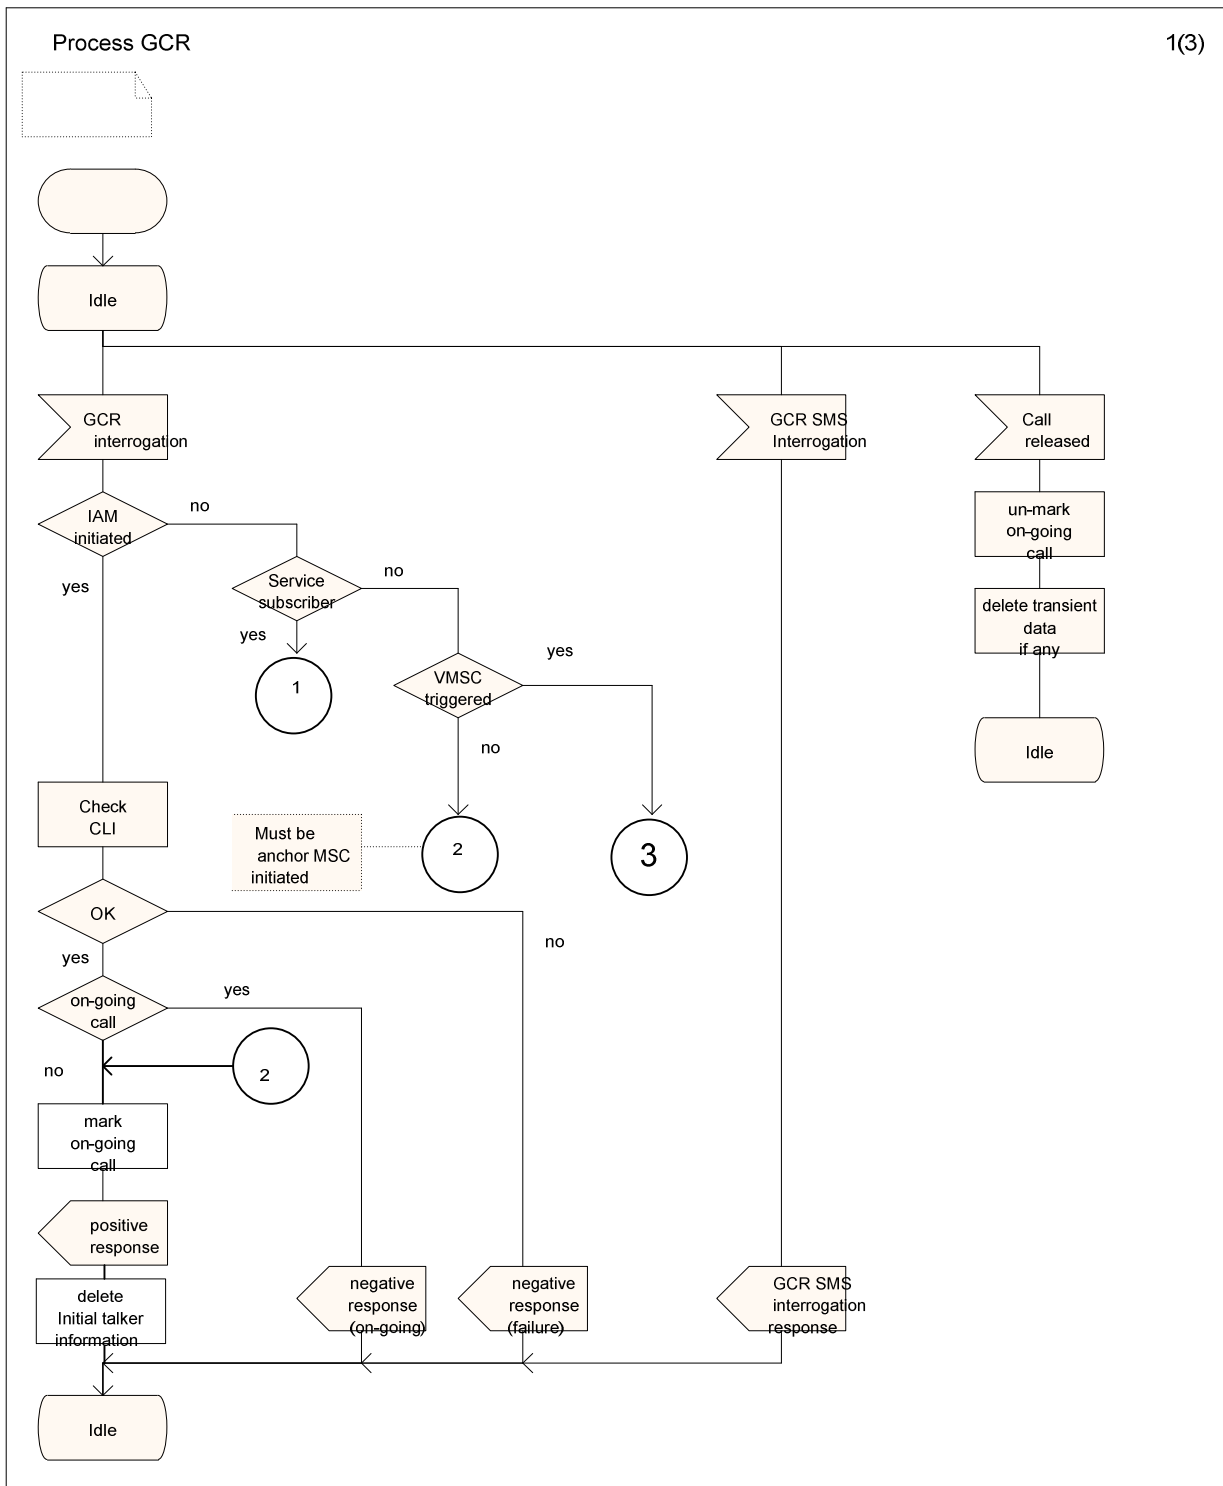 Process GCR
1(3)
Idle
GCR
interrogation
GCR SMS
Interrogation
Call
released
IAM
initiated
no
yes
un-mark
on-going
call
Service
subscriber
no
yes
delete transient
data
if any
1
VMSC
triggered
yes
no
Idle
Check
CLI
Must be
anchor MSC
initiated
2
3
OK
no
yes
on-going
call
yes
no
2
mark
on-going
call
positive
response
delete
Initial talker
information
negative
response
(on-going)
negative
response
(failure)
GCR SMS
interrogation
response
Idle